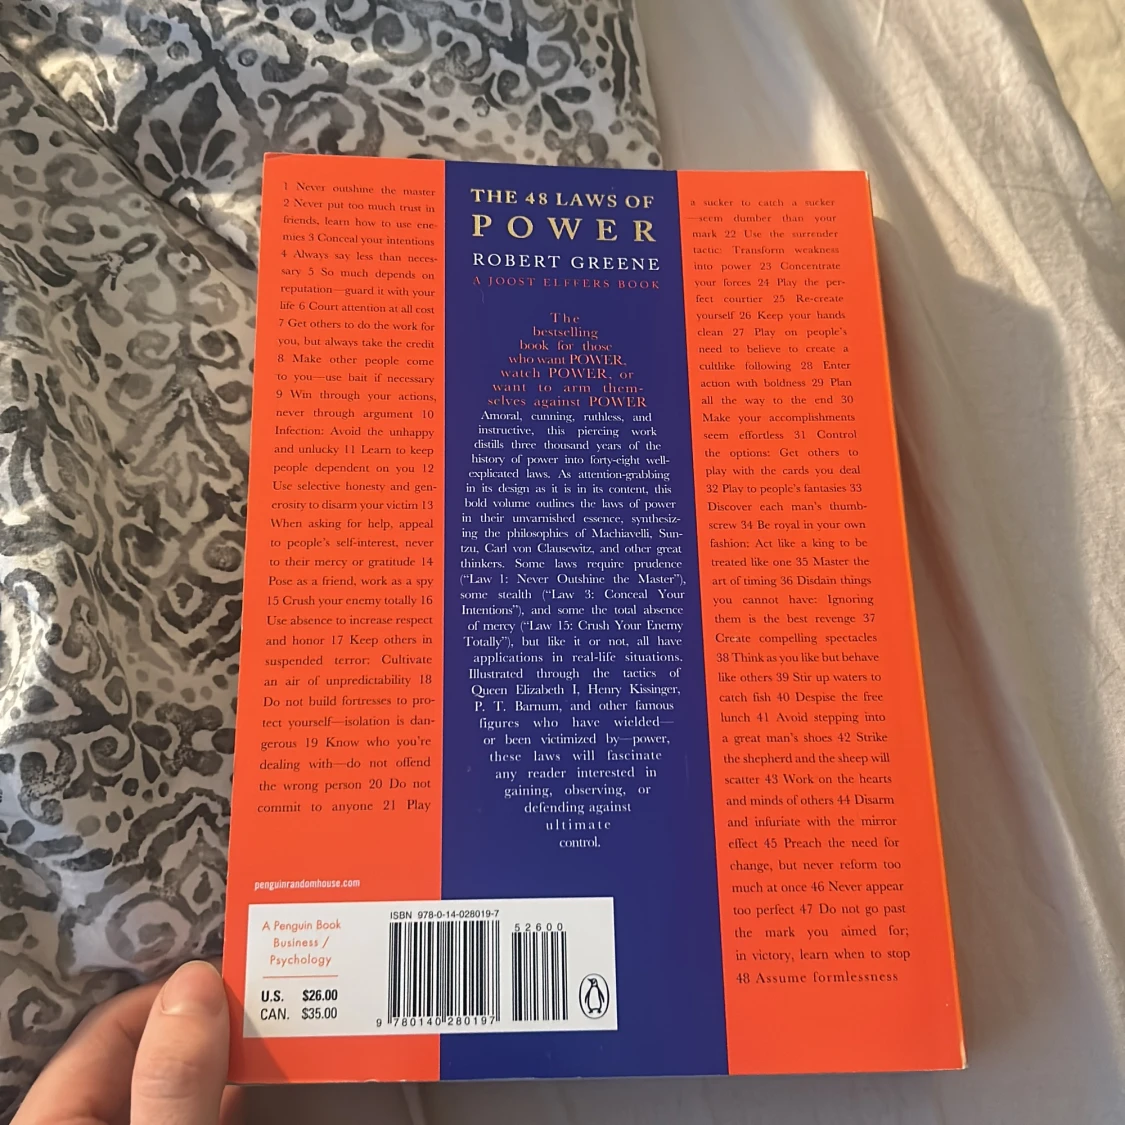 1 Never outshine the master
2 Never put too much trust in
friends, learn how to use ene-
mies 3 Conceal your intentions
4 Always say less than neces-
sary 5 So much depends on
reputation—guard it with your
life 6 Court attention at all cost
7 Get others to do the work for
you, but always take the credit
8 Make other people come
to you—use bait if necessary
9 Win through your actions,
never through argument 10
Infection: Avoid the unhappy
and unlucky 11 Learn to keep
people dependent on you 12
Use selective honesty and gen-
erosity to disarm your victim 13
When asking for help, appeal
to people's self-interest, never
to their mercy or gratitude 14
Pose as a friend, work as a spy
15 Crush your enemy totally 16
Use absence to increase respect
and honor 17 Keep others in
suspended terror: Cultivate
an air of unpredictability 18
Do not build fortresses to pro-
tect yourself—isolation is dan-
gerous 19 Know who you're
dealing with—do not offend
the wrong person 20 Do not
commit to anyone 21 Play
THE 48 LAWS OF
POWER
ROBERT GREENE
A JOOST ELFFERS BOOK
The
bestselling
book for those
who want POWER,
watch POWER, or
want to arm them-
selves against POWER
Amoral, cunning, ruthless, and
instructive, this piercing work
distills three thousand years of the
history of power into forty-eight well-
explicated laws. As attention-grabbing
in its design as it is in its content, this
bold volume outlines the laws of power
in their unvarnished essence, synthesiz-
ing the philosophies of Machiavelli, Sun-
tzu, Carl von Clausewitz, and other great
thinkers. Some laws require prudence
("Law 1: Never Outshine the Master"),
some stealth ("Law 3: Conceal Your
Intentions"), and some the total absence
of mercy ("Law 15: Crush Your Enemy
Totally"), but like it or not, all have
applications in real-life situations.
Illustrated through the tactics of
Queen Elizabeth I, Henry Kissinger,
P. T. Barnum, and other famous
figures who have wielded—
or been victimized by—power,
these laws will fascinate
any reader interested in
gaining, observing, or
defending against
ultimate
control.
a sucker to catch a sucker
—seem dumber than your
mark 22 Use the surrender
tactic: Transform weakness
into power 23 Concentrate
your forces 24 Play the per-
fect courtier 25 Re-create
yourself 26 Keep your hands
clean 27 Play on people's
need to believe to create a
cultlike following 28 Enter
action with boldness 29 Plan
all the way to the end 30
Make your accomplishments
seem effortless 31 Control
the options: Get others to
play with the cards you deal
32 Play to people's fantasies 33
Discover each man's thumb-
screw 34 Be royal in your own
fashion: Act like a king to be
treated like one 35 Master the
art of timing 36 Disdain things
you cannot have: Ignoring
them is the best revenge 37
Create compelling spectacles
38 Think as you like but behave
like others 39 Stir up waters to
catch fish 40 Despise the free
lunch 41 Avoid stepping into
a great man's shoes 42 Strike
the shepherd and the sheep will
scatter 43 Work on the hearts
and minds of others 44 Disarm
and infuriate with the mirror
effect 45 Preach the need for
change, but never reform too
much at once 46 Never appear
too perfect 47 Do not go past
the mark you aimed for;
in victory, learn when to stop
48 Assume formlessness
penguinrandomhouse.com
A Penguin Book
Business /
Psychology
U.S. $26.00
CAN. $35.00
ISBN 978-0-14-028019-7
52600
9 780140 280197